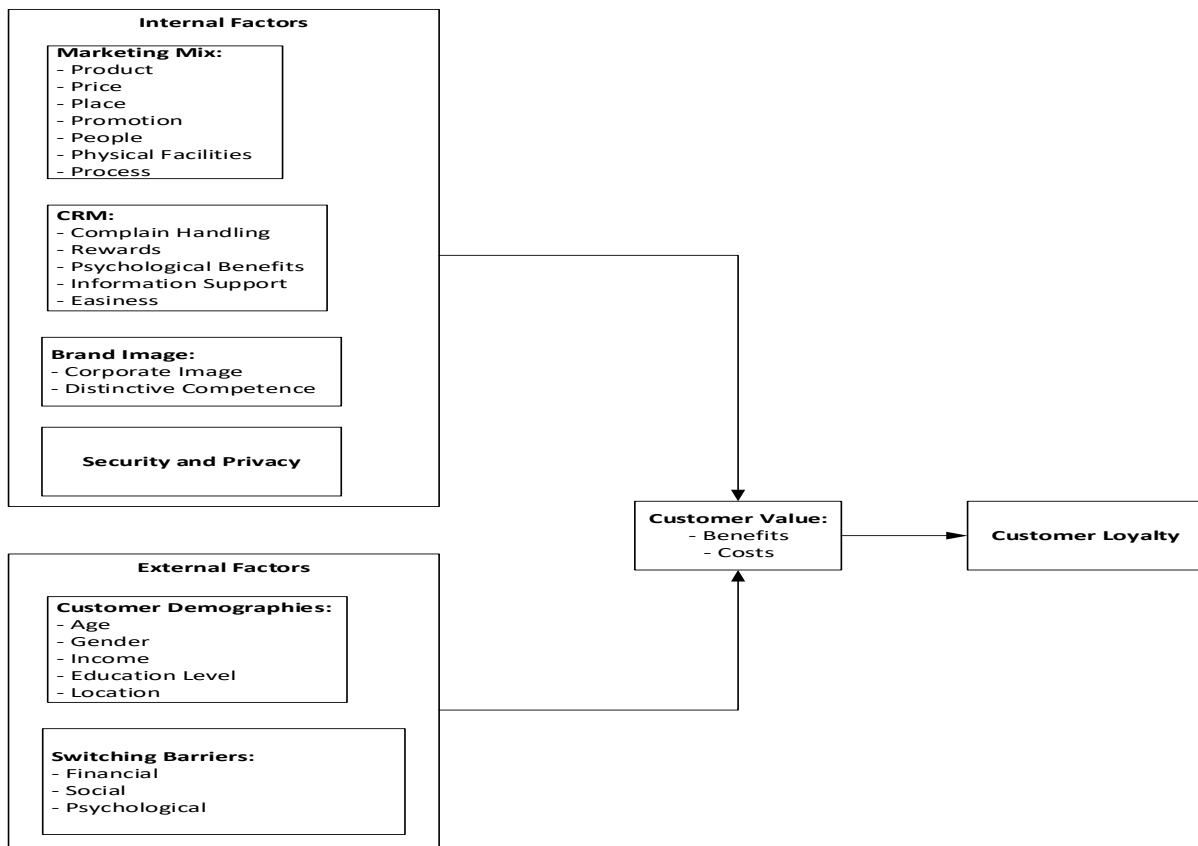 Internal Factors
Marketing Mix:
- Product
- Price
- Place
- Promotion
- People
- Physical Facilities
- Process
CRM:
- Complain Handling
- Rewards
- Psychological Benefits
- Information Support
- Easiness
Brand Image:
- Corporate Image
- Distinctive Competence
Security and Privacy
External Factors
Customer Demographies:
- Age
- Gender
- Income
- Education Level
- Location
Switching Barriers:
- Financial
- Social
- Psychological
Customer Value:
- Benefits
- Costs
Customer Loyalty